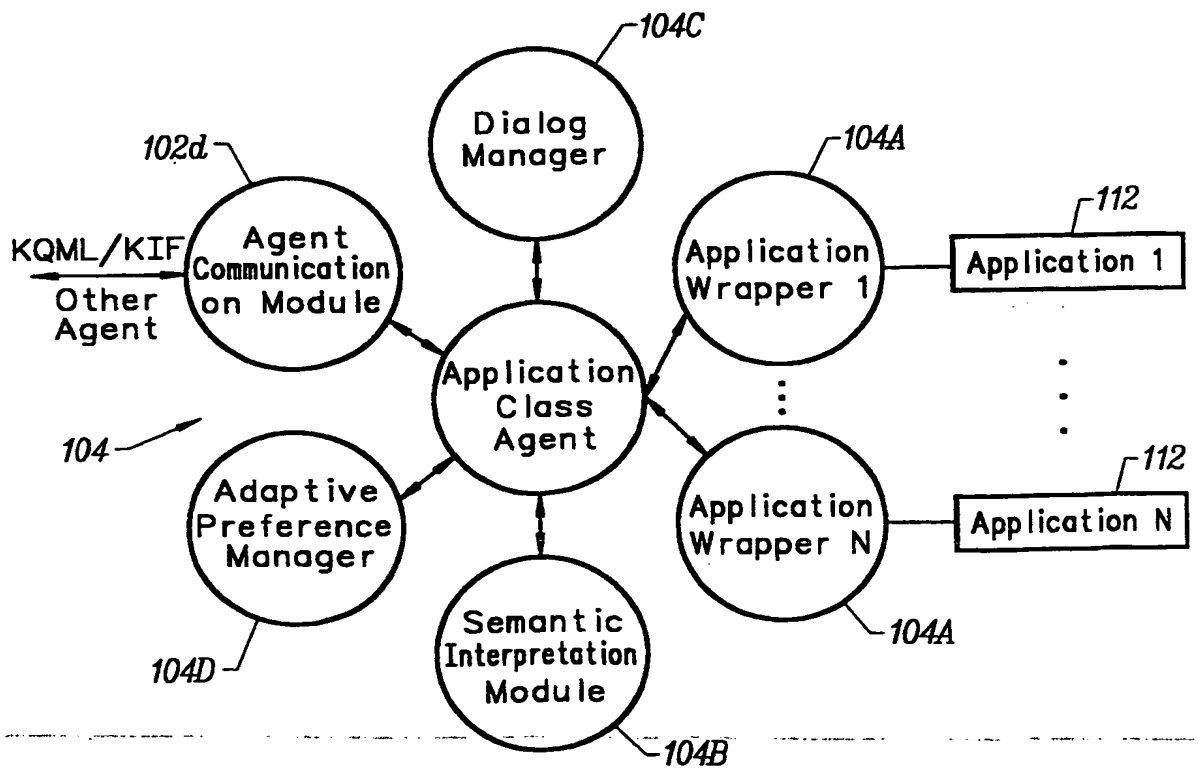 104C
Dialog
Manager
102d
KQML/KIF
Other
Agent
Agent
Communication
on Module
104A
Application
Wrapper 1
112
Application 1
Application
Class
Agent
104
Adaptive
Preference
Manager
104D
Semantic
Interpretation
Module
104B
Application
Wrapper N
104A
112
Application N